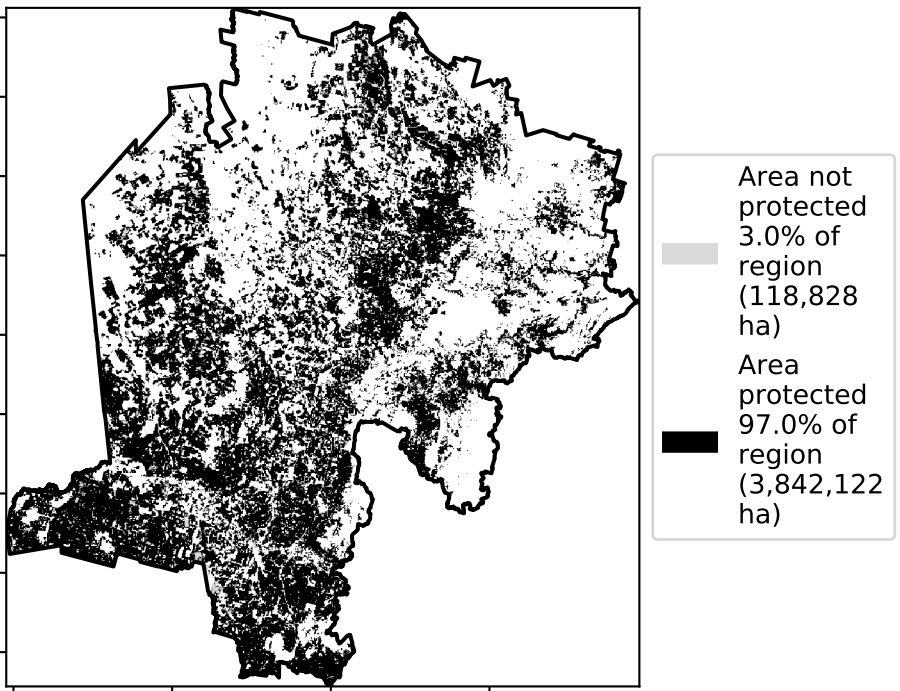 Area not
protected
3.0% of
region
(118,828
ha)
Area
protected
97.0% of
region
(3,842,122
ha)